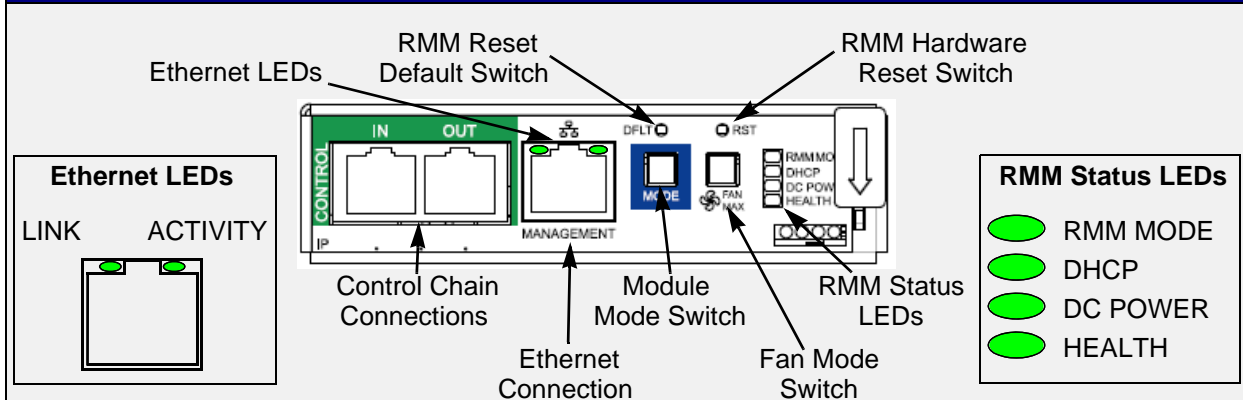 RMM Reset
Default Switch
RMM Hardware
Reset Switch
Ethernet LEDs
IN
OUT
DFLT
RST
CONTROL
RMM MO
DHCP
DC POW
HEALTH
MODE
FAN
MAX
IP
MANAGEMENT
Ethernet LEDs
LINK
ACTIVITY
Control Chain
Connections
Module
Mode Switch
RMM Status
LEDs
Ethernet
Connection
Fan Mode
Switch
RMM Status LEDs
RMM MODE
DHCP
DC POWER
HEALTH